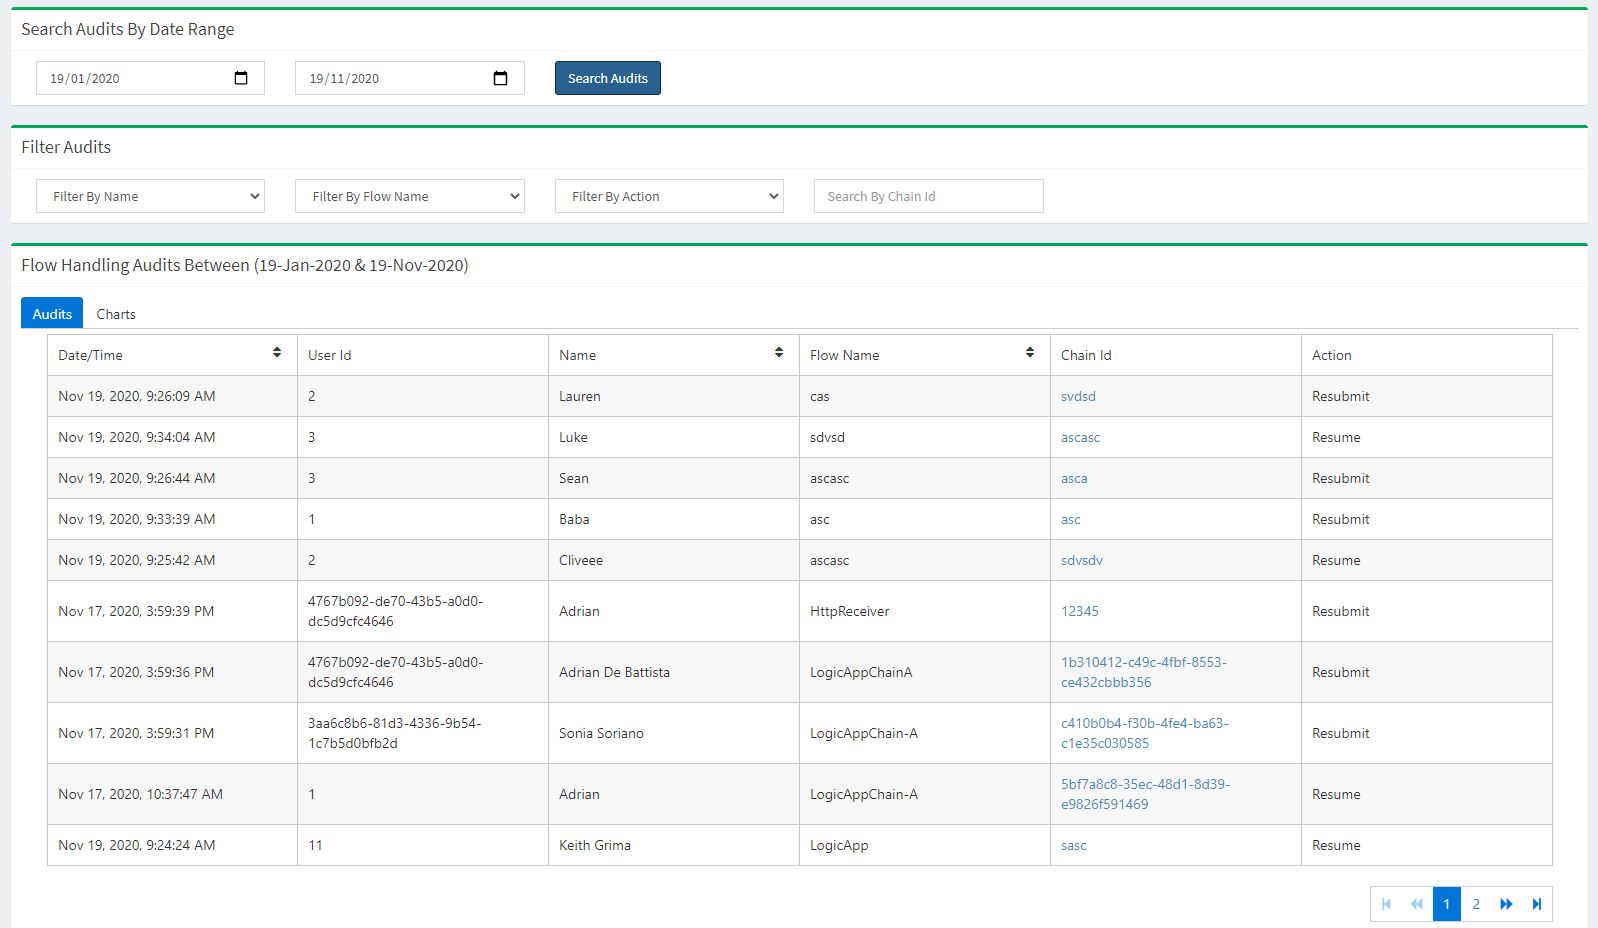 Search Audits By Date Range
19/01/2020 19/11/2020 Search Audits
Filter Audits
Filter By Name Filter By Flow Name Filter By Action Search By Chain Id
Flow Handling Audits Between (19-Jan-2020 & 19-Nov-2020)
Audits Charts
Date/Time User Id Name Flow Name Chain Id Action
Nov 19, 2020, 9:26:09 AM 2 Lauren cas svdsd Resubmit
Nov 19, 2020, 9:34:04 AM 3 Luke sdvsd ascasc Resume
Nov 19, 2020, 9:26:44 AM 3 Sean ascasc asca Resubmit
Nov 19, 2020, 9:33:39 AM 1 Baba asc asc Resubmit
Nov 19, 2020, 9:25:42 AM 2 Cliveee ascasc sdvsdv Resume
Nov 17, 2020, 3:59:39 PM 4767b092-de70-43b5-a0d0-
dc5d9cfc4646 Adrian HttpReceiver 12345 Resubmit
Nov 17, 2020, 3:59:36 PM 4767b092-de70-43b5-a0d0-
dc5d9cfc4646 Adrian De Battista LogicAppChainA 1b310412-c49c-4fbf-8553-
ce432cbbb356 Resubmit
Nov 17, 2020, 3:59:31 PM 3aa6c8b6-81d3-4336-9b54-
1c7b5d0bfb2d Sonia Soriano LogicAppChain-A c410b0b4-f30b-4fe4-ba63-
c1e35c030585 Resubmit
Nov 17, 2020, 10:37:47 AM 1 Adrian LogicAppChain-A 5bf7a8c8-35ec-48d1-8d39-
e9826f591469 Resume
Nov 19, 2020, 9:24:24 AM 11 Keith Grima LogicApp sasc Resume
1 2